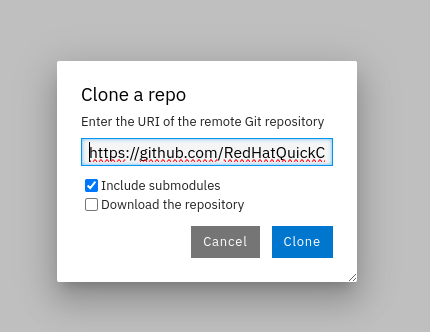 Clone a repo
Enter the URI of the remote Git repository
https://github.com/RedHatQuickC
Include submodules
Download the repository
Cancel Clone